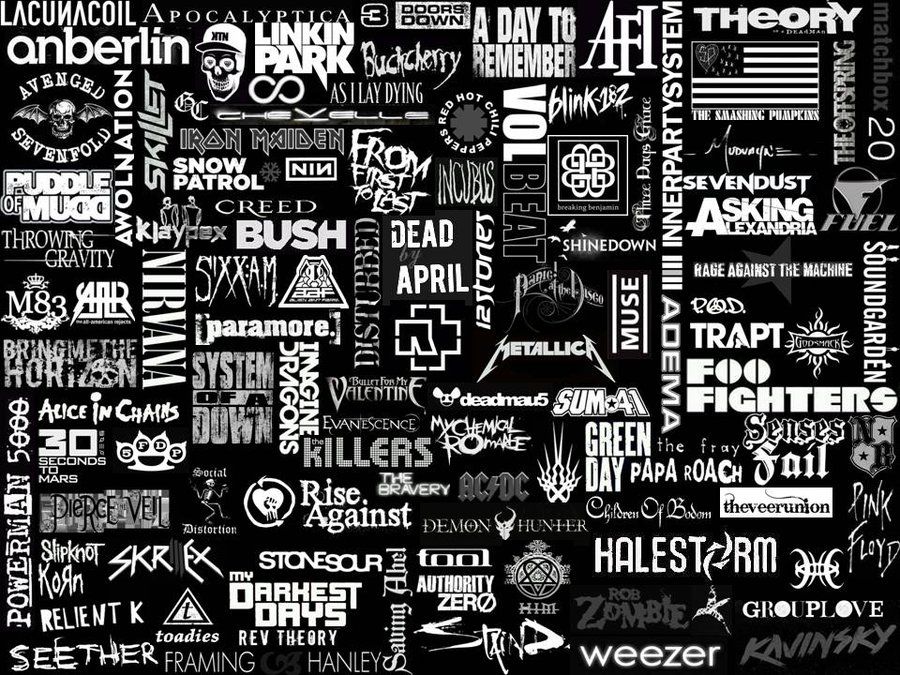 LACUNACOIL
APOCALYPTICA
3
DOORS
DOWN
A DAY TO
REMEMBER
AFI
INNERPARTYSYSTEM
THEORY
OF A DEADMAN
matchbox 20
anberlin
MTN
LINKIN
PARK
Buckcherry
THE OFFSPRING
THE SMASHING PUMPKINS
AVENGED
SEVENFOLD
AWOLNATION
SKILLET
GC
AS I LAY DYING
CHEVELLE
RED HOT CHILI PEPPERS
VOLBEAT
blink-182
Three Days Grace
breaking benjamin
MUDVAYNE
IRON MAIDEN
SNOW
PATROL
NIN
FROM
FIRST
TO LAST
INCUBUS
SEVENDUST
ASKING
ALEXANDRIA
FUEL
PUDDLE
OF MUDD
CREED
THROWING
GRAVITY
klaypex
BUSH
DISTURBED
DEAD
by
APRIL
12 stones
SHINEDOWN
RAGE AGAINST THE MACHINE
SOUNDGARDEN
M83
AAR
the all-american rejects
NIRVANA
SIXX:A.M.
ALIEN ANT FARM
Panic
at the Disco
MUSE
ADEMA
P.O.D.
TRAPT
GODSMACK
[paramore.]
METALLICA
BRING ME THE
HORIZON
SYSTEM
OF A
DOWN
IMAGINE
DRAGONS
BULLET FOR MY
VALENTINE
deadmau5
SUM 41
FOO
FIGHTERS
ALICE IN CHAINS
EVANESCENCE
MY CHEMICAL
ROMANCE
the
KILLERS
GREEN
DAY
the fray
PAPA ROACH
Senses
Fail
POWERMAN 5000
30
SECONDS
TO
MARS
5FDP
THE
BRAVERY
AC/DC
PIERCE THE VEIL
Social
Distortion
Rise
Against
DEMON HUNTER
Children Of Bodom
theveerunion
PINK
FLOYD
Slipknot
KoRn
SKRILLEX
STONE SOUR
tool
HALESTORM
RELIENT K
toadies
MY
DARKEST
DAYS
REV THEORY
Saving Abel
AUTHORITY
ZERO
HIM
ROB
ZOMBIE
GROUPLOVE
SEETHER
FRAMING HANLEY
STAIND
weezer
KAVINSKY